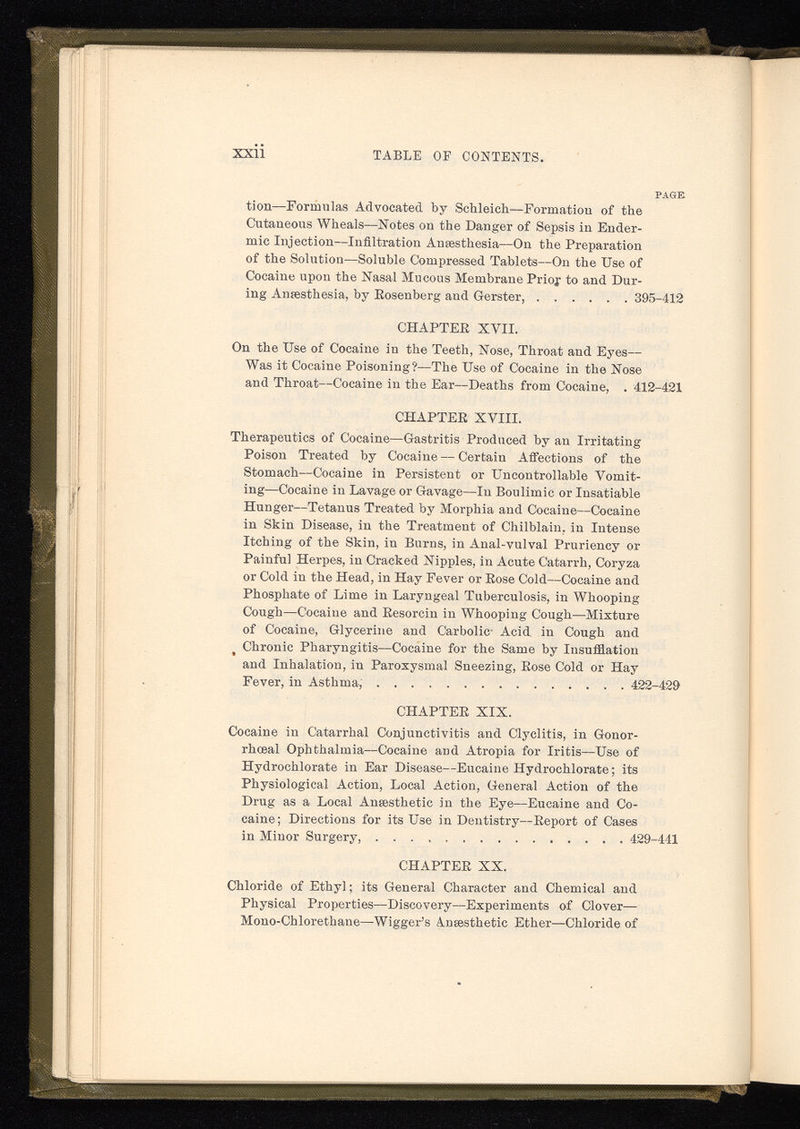 xxii TABLE OF CONTENTS.
PAGE
tion—Formulas Advocated by Schleich—Formation of the
Cutaneous Wheals—Notes on the Danger of Sepsis in Ender-
mic Injection—Infiltration Anæsthesia—On the Preparation
of the Solution—Soluble Compressed Tablets—On the Use of
Cocaine upon the Nasal Mucous Membrane Prior to and Dur-
ing Anæsthesia, by Rosenberg and Gerster, . . . . . . 395–412
CHAPTER XVII.
On the Use of Cocaine in the Teeth, Nose, Throat and Eyes—
Was it Cocaine Poisoning?—The Use of Cocaine in the Nose
and Throat—Cocaine in the Ear—Deaths from Cocaine, . 412–421
CHAPTER XVIII.
Therapeutics of Cocaine—Gastritis Produced by an Irritating
Poison Treated by Cocaine—Certain Affections of the
Stomach—Cocaine in Persistent or Uncontrollable Vomit-
ing—Cocaine in Lavage or Gavage—In Boulimic or Insatiable
Hunger—Tetanus Treated by Morphia and Cocaine—Cocaine
in Skin Disease, in the Treatment of Chilblain, in Intense
Itching of the Skin, in Burns, in Anal-vulval Pruriency or
Painful Herpes, in Cracked Nipples, in Acute Catarrh, Coryza
or Cold in the Head, in Hay Fever or Rose Cold—Cocaine and
Phosphate of Lime in Laryngeal Tuberculosis, in Whooping
Cough—Cocaine and Resorcin in Whooping Cough—Mixture
of Cocaine, Glycerine and Carbolic Acid in Cough and
Chronic Pharyngitis—Cocaine for the Same by Insufflation
and Inhalation, in Paroxysmal Sneezing, Rose Cold or Hay
Fever, in Asthma, . . . . . . . . . . . . . . . 422–429
CHAPTER XIX.
Cocaine in Catarrhal Conjunctivitis and Clyclitis, in Gonor-
rhœal Ophthalmia—Cocaine and Atropia for Iritis—Use of
Hydrochlorate in Ear Disease—Eucaine Hydrochlorate; its
Physiological Action, Local Action, General Action of the
Drug as a Local Anæsthetic in the Eye—Eucaine and Co-
caine; Directions for its Use in Dentistry—Report of Cases
in Minor Surgery, . . . . . . . . . . . . . . . 429–441
CHAPTER XX.
Chloride of Ethyl; its General Character and Chemical and
Physical Properties—Discovery—Experiments of Clover—
Mono-Chlorethane—Wigger's Anæsthetic Ether—Chloride of